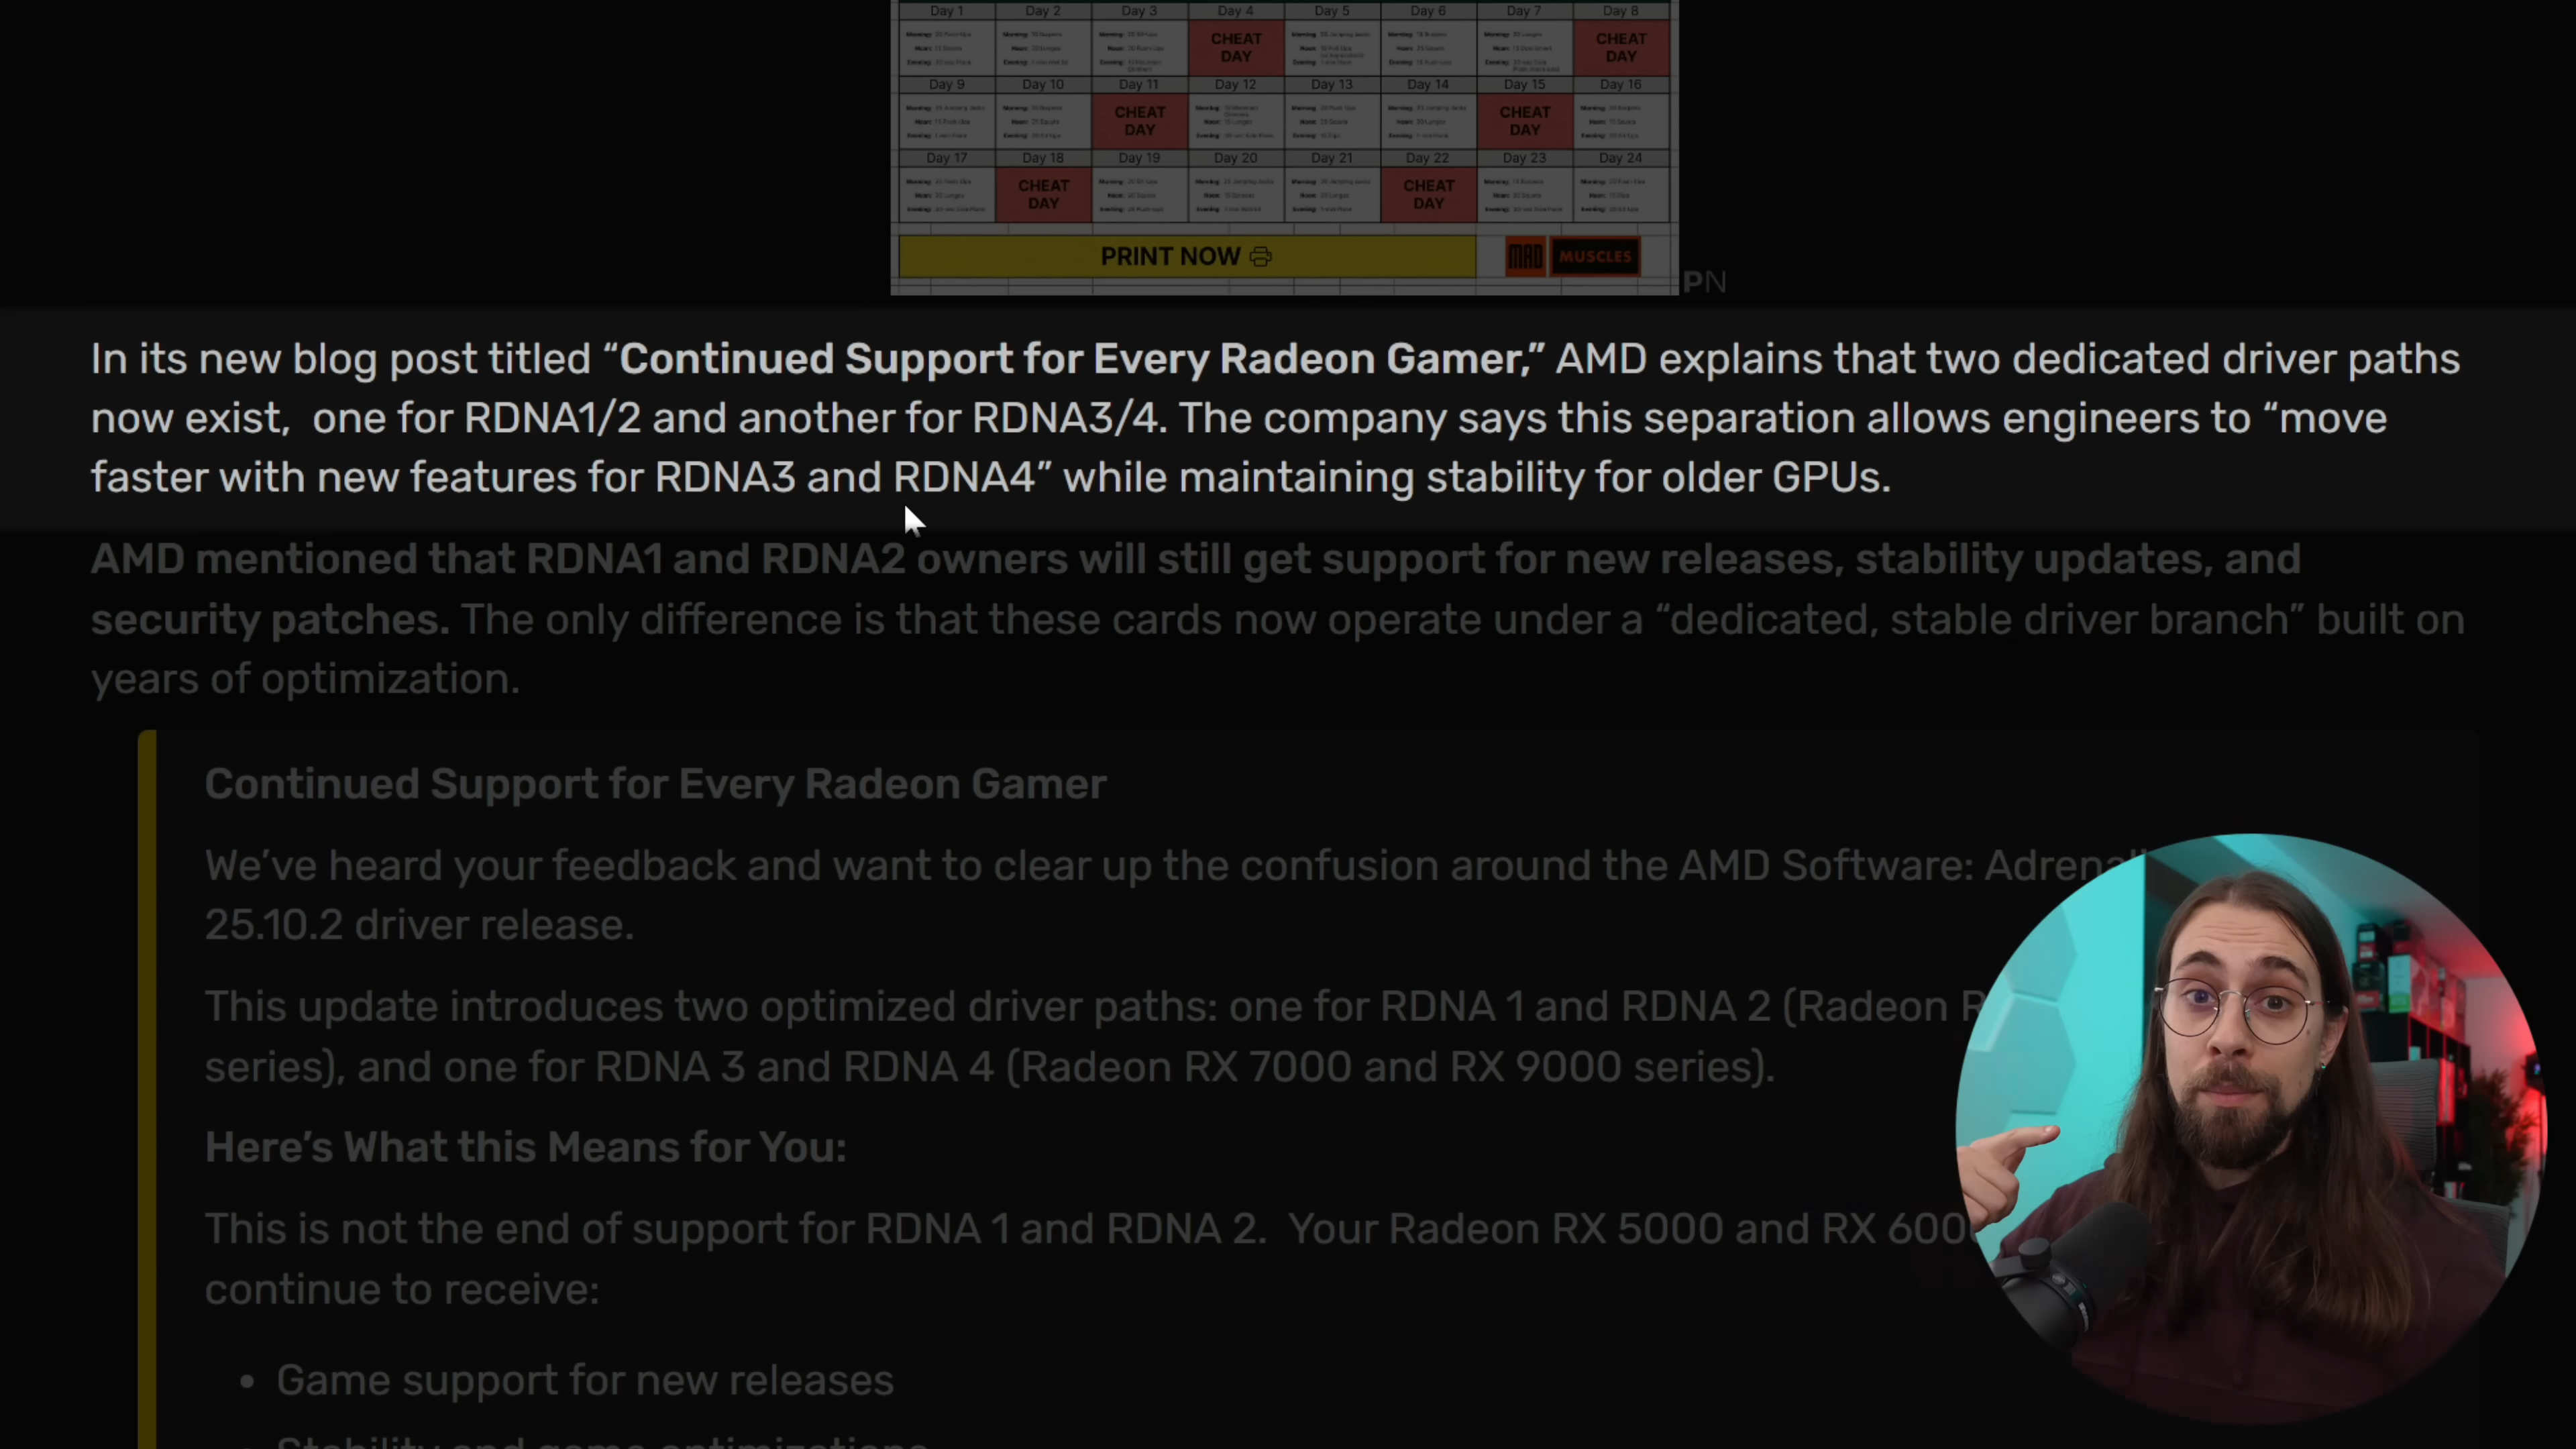 Day 1 Day 2 Day 3 Day 4 Day 5 Day 6 Day 7 Day 8
CHEAT DAY CHEAT DAY
Day 9 Day 10 Day 11 Day 12 Day 13 Day 14 Day 15 Day 16
CHEAT DAY CHEAT DAY
Day 17 Day 18 Day 19 Day 20 Day 21 Day 22 Day 23 Day 24
CHEAT DAY CHEAT DAY
PRINT NOW MAD MUSCLES
PN
In its new blog post titled “Continued Support for Every Radeon Gamer,” AMD explains that two dedicated driver paths
now exist, one for RDNA1/2 and another for RDNA3/4. The company says this separation allows engineers to “move
faster with new features for RDNA3 and RDNA4” while maintaining stability for older GPUs.
AMD mentioned that RDNA1 and RDNA2 owners will still get support for new releases, stability updates, and
security patches. The only difference is that these cards now operate under a “dedicated, stable driver branch” built on
years of optimization.
Continued Support for Every Radeon Gamer
We’ve heard your feedback and want to clear up the confusion around the AMD Software:
25.10.2 driver release.
This update introduces two optimized driver paths: one for RDNA 1 and RDNA 2 (Radeon
series), and one for RDNA 3 and RDNA 4 (Radeon RX 7000 and RX 9000 series).
Here’s What this Means for You:
This is not the end of support for RDNA 1 and RDNA 2. Your Radeon RX 5000 and RX
continue to receive:
• Game support for new releases
Stability and game optimizations